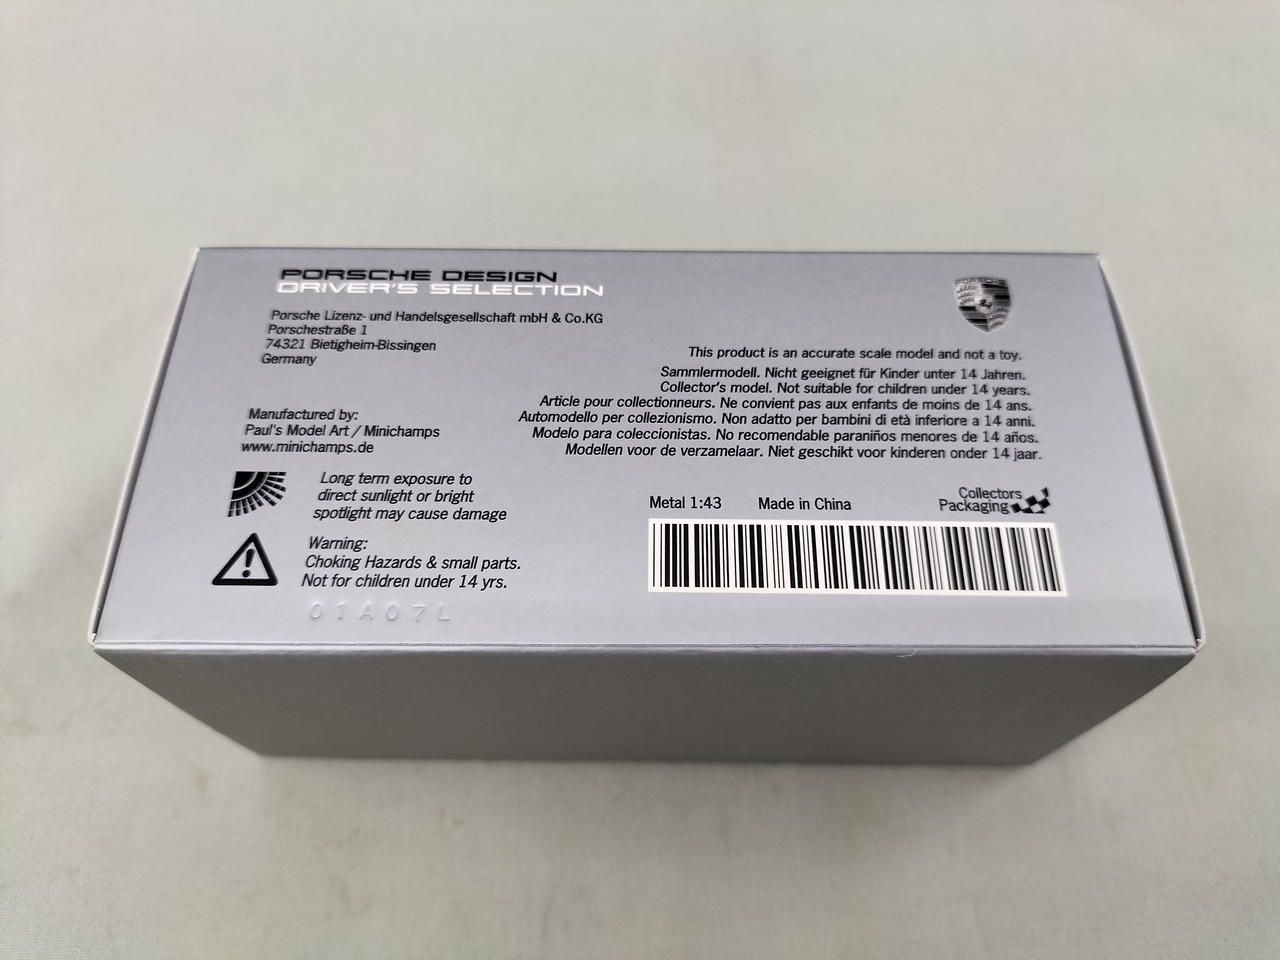 PORSCHE DESIGN
DRIVER'S SELECTION
Porsche Lizenz- und Handelsgesellschaft mbH & Co.KG
Porschestraße 1
74321 Bietigheim-Bissingen
Germany
Manufactured by:
Paul's Model Art / Minichamps
www.minichamps.de
Long term exposure to
direct sunlight or bright
spotlight may cause damage
Warning:
Choking Hazards & small parts.
Not for children under 14 yrs.
01A07L
PORSCHE
This product is an accurate scale model and not a toy.
Sammlermodell. Nicht geeignet für Kinder unter 14 Jahren.
Collector's model. Not suitable for children under 14 years.
Article pour collectionneurs. Ne convient pas aux enfants de moins de 14 ans.
Automodello per collezionismo. Non adatto per bambini di età inferiore a 14 anni.
Modelo para coleccionistas. No recomendable paraniños menores de 14 años.
Modellen voor de verzamelaar. Niet geschikt voor kinderen onder 14 jaar.
Metal 1:43 Made in China
Collectors
Packaging